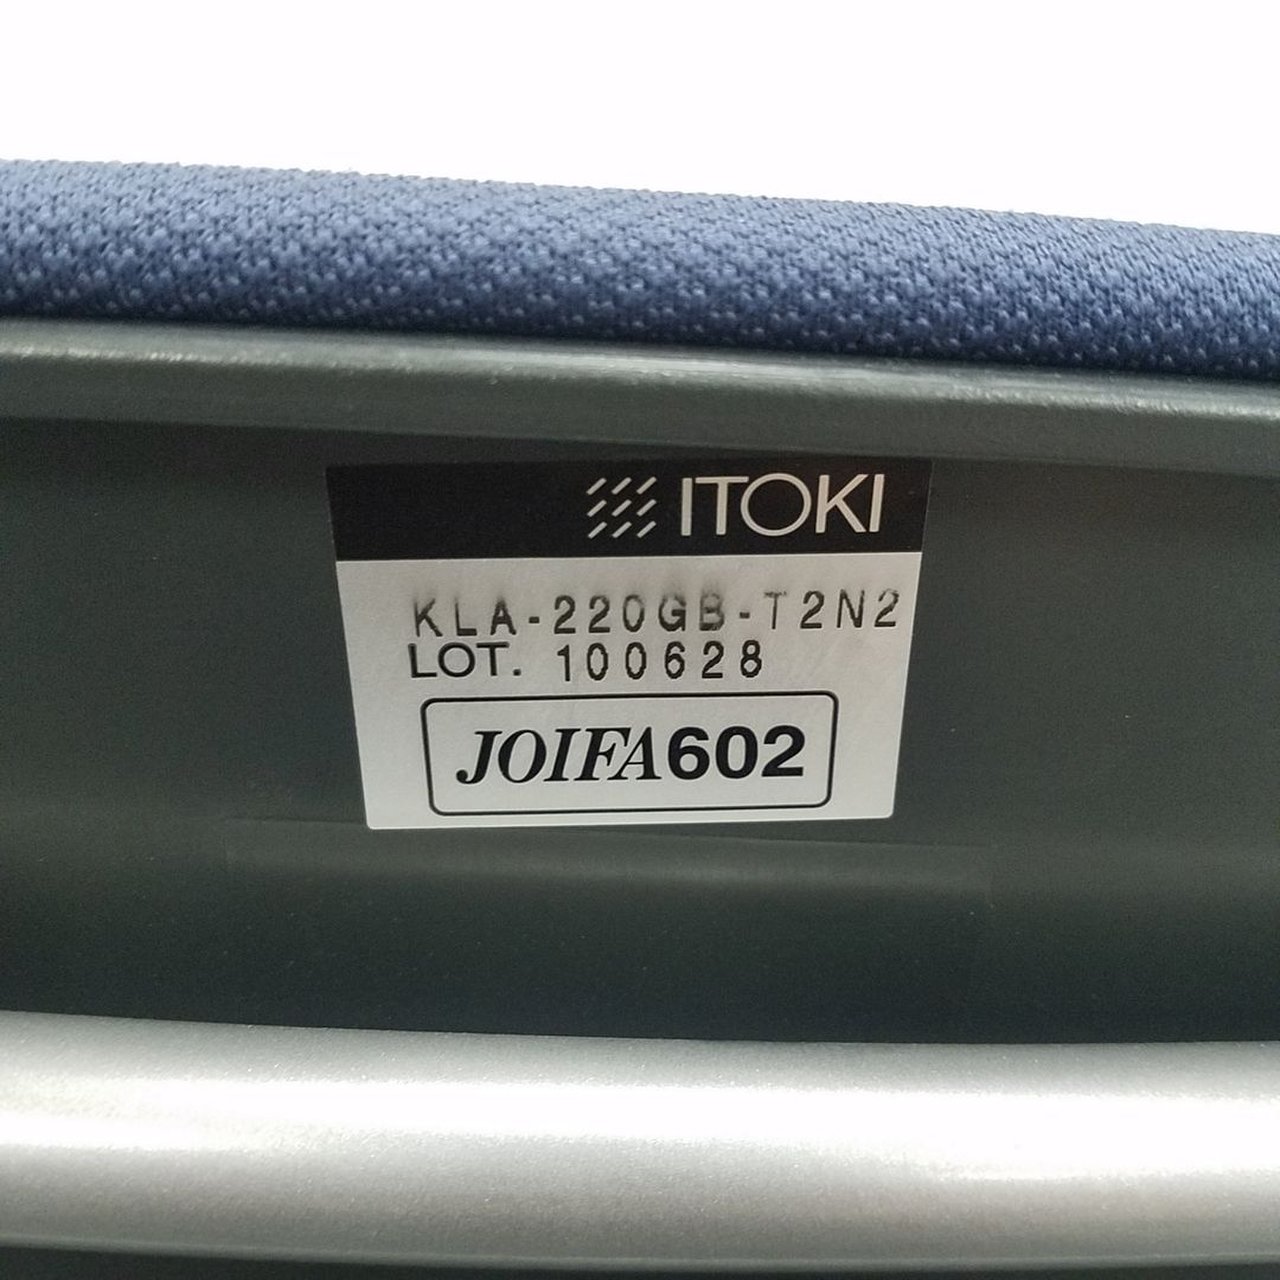 ITOKI
KLA-220GB-T2N2
LOT. 100628
JOIFA602